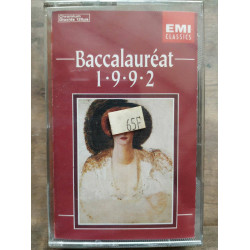 EMI
CLASSICS
Baccalauréat
1·9·9·2
65F